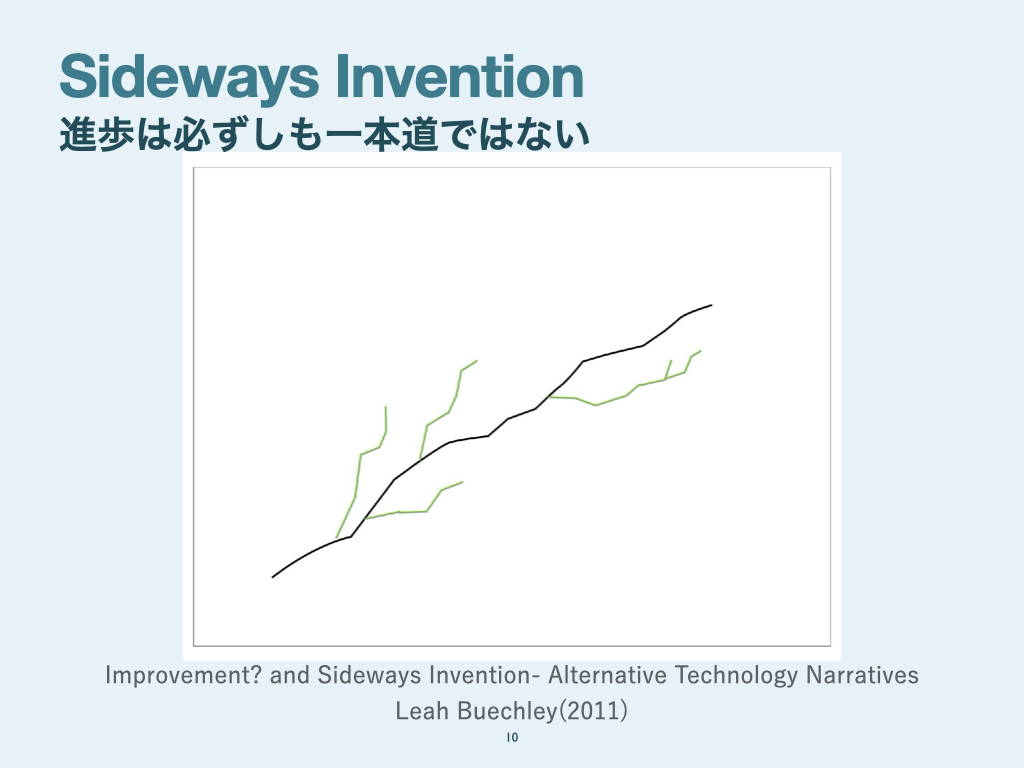 Sideways Invention
進歩は必ずしも一本道ではない
Improvement? and Sideways Invention- Alternative Technology Narratives
Leah Buechley(2011)
10